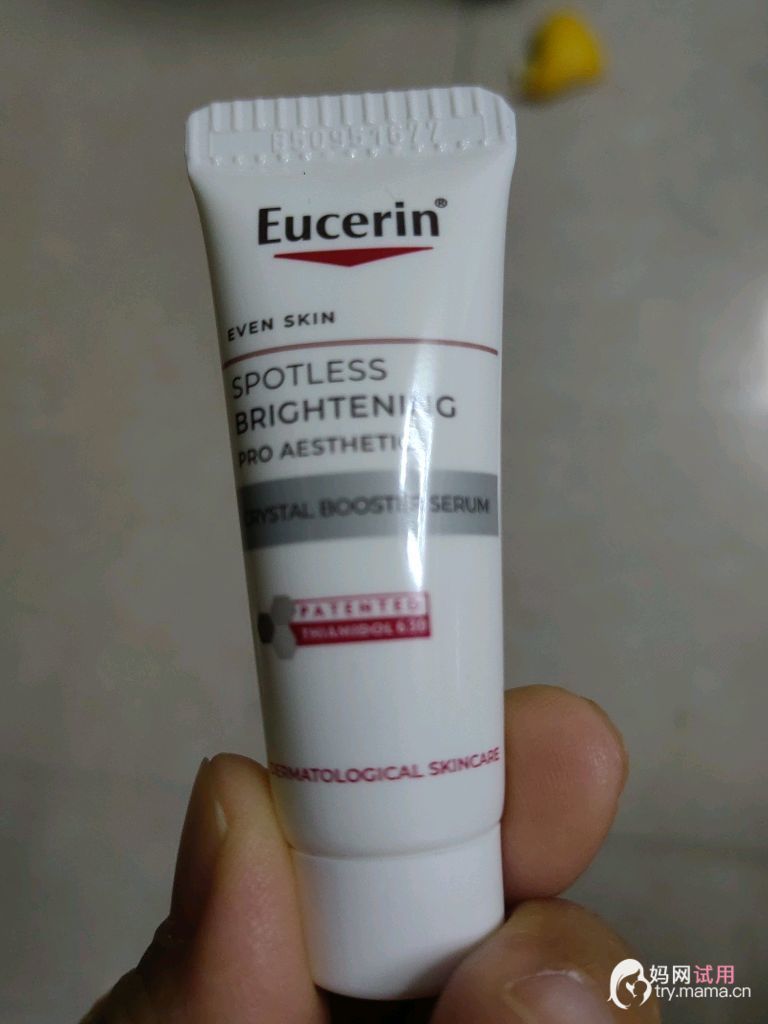 850951677
Eucerin®
EVEN SKIN
SPOTLESS
BRIGHTENING
PRO AESTHETIC
CRYSTAL BOOSTER SERUM
PATENTED
THIAMIDOL 630
DERMATOLOGICAL SKINCARE
妈网试用
try.mama.cn